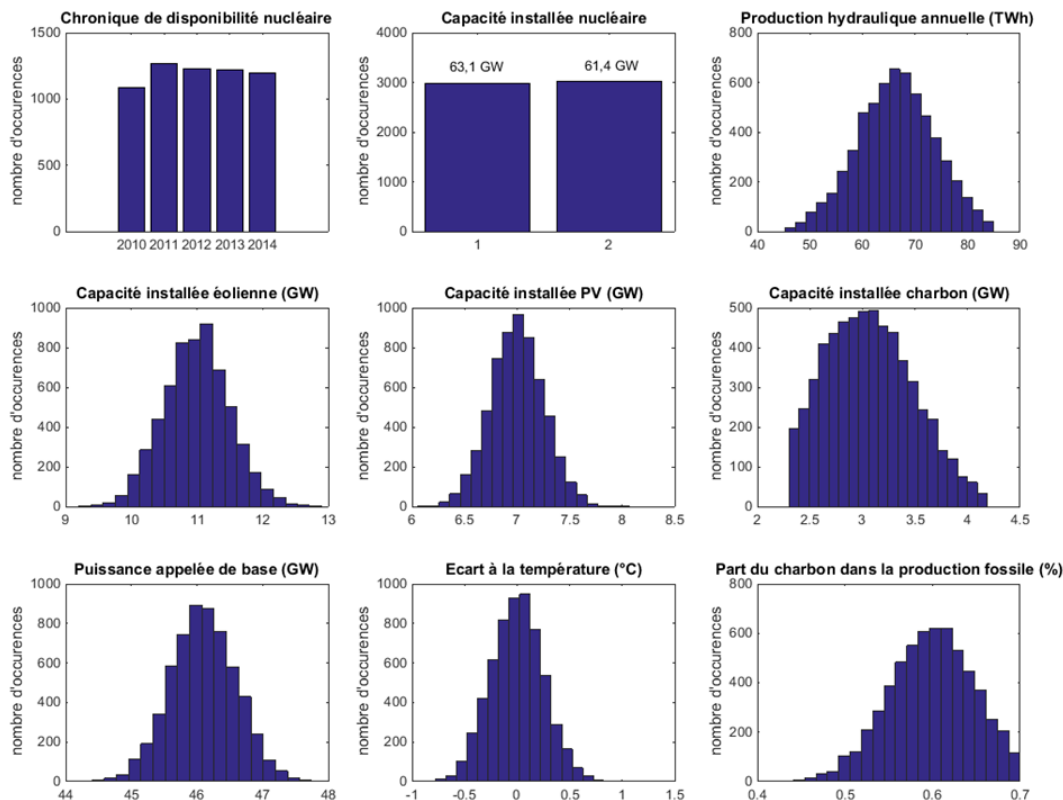 Chronique de disponibilité nucléaire
nombre d'occurences
1500
1000
500
0
2010 2011 2012 2013 2014
Capacité installée nucléaire
nombre d'occurences
4000
3000
2000
1000
0
63,1 GW
61,4 GW
1 2
Production hydraulique annuelle (TWh)
nombre d'occurences
800
600
400
200
0
40 50 60 70 80 90
Capacité installée éolienne (GW)
nombre d'occurences
1000
800
600
400
200
0
9 10 11 12 13
Capacité installée PV (GW)
nombre d'occurences
1000
800
600
400
200
0
6 6.5 7 7.5 8 8.5
Capacité installée charbon (GW)
nombre d'occurences
500
400
300
200
100
0
2 2.5 3 3.5 4 4.5
Puissance appelée de base (GW)
nombre d'occurences
1000
800
600
400
200
0
44 45 46 47 48
Ecart à la température (°C)
nombre d'occurences
1000
800
600
400
200
0
-1 -0.5 0 0.5 1 1.5
Part du charbon dans la production fossile (%)
nombre d'occurences
800
600
400
200
0
0.4 0.5 0.6 0.7